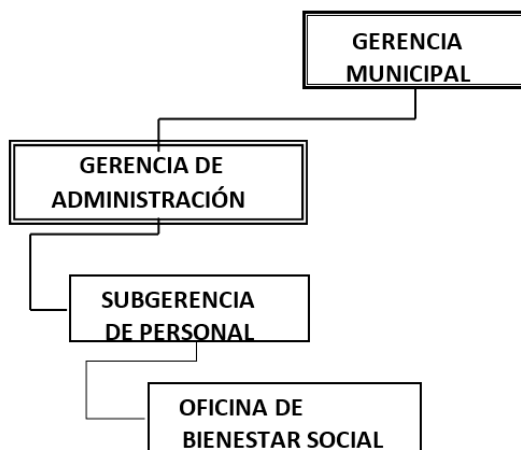 GERENCIA
MUNICIPAL
GERENCIA DE
ADMINISTRACIÓN
SUBGERENCIA
DE PERSONAL
OFICINA DE
BIENESTAR SOCIAL